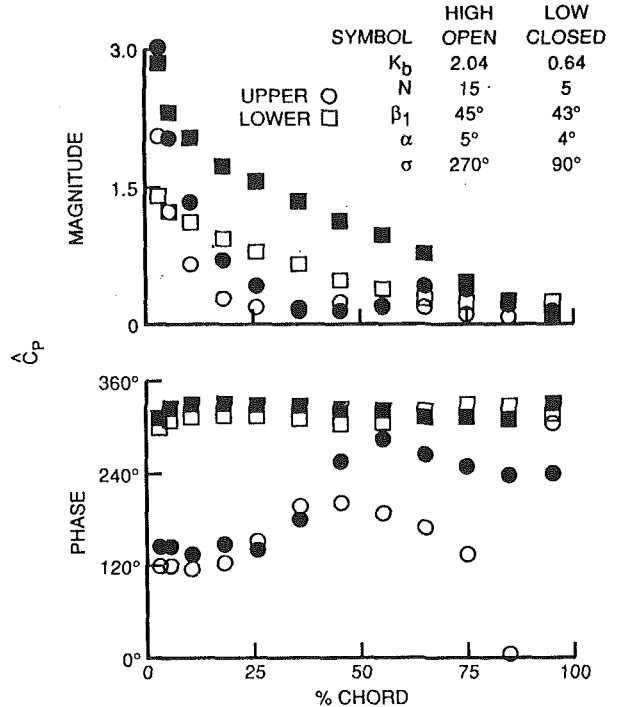 HIGH LOW
SYMBOL OPEN CLOSED
Kb 2.04 0.64
N 15 5
β1 45° 43°
α 5° 4°
σ 270° 90°
UPPER ○
LOWER □
3.0
1.5
0
MAGNITUDE
ĈP
360°
240°
120°
0°
PHASE
0 25 50 75 100
% CHORD